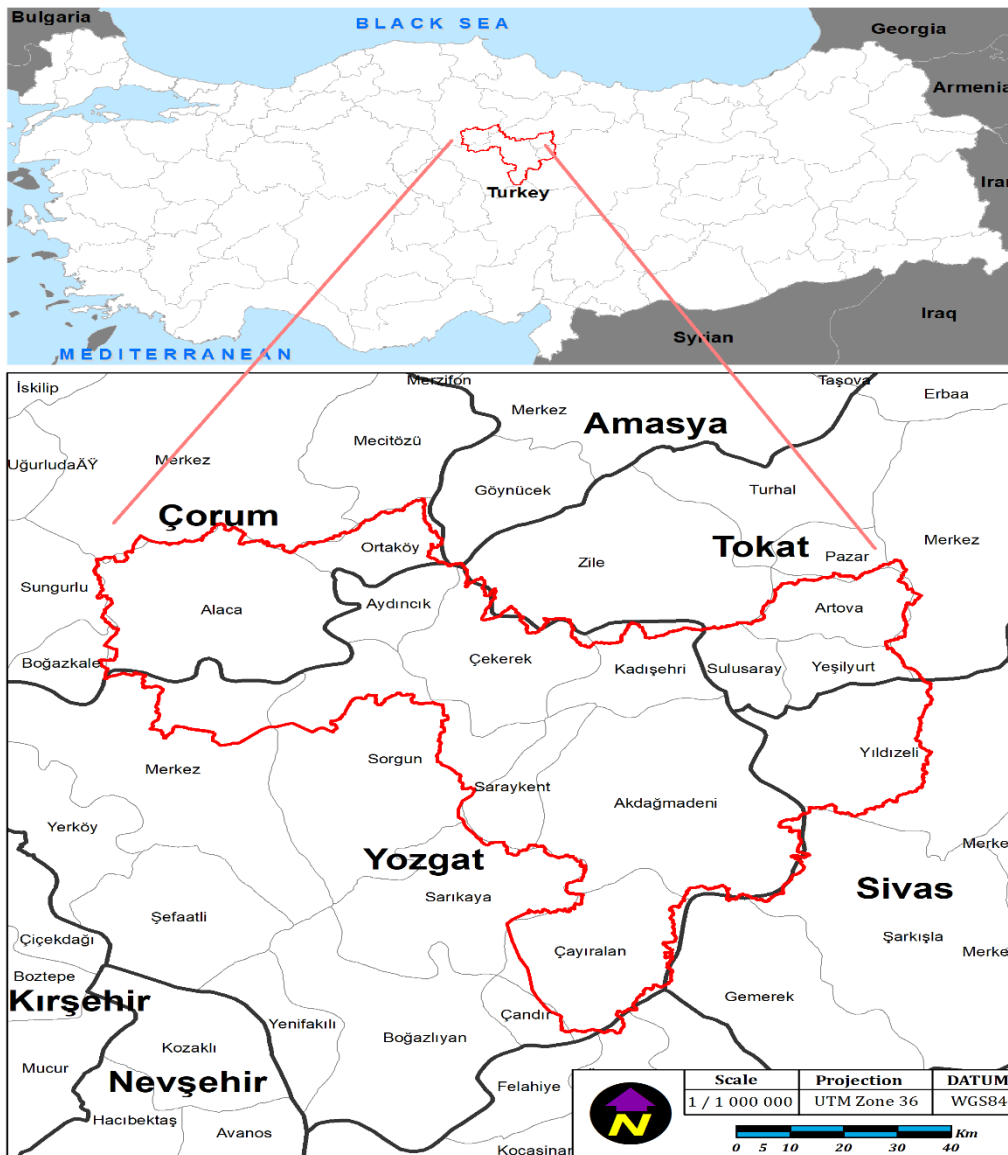 Bulgaria
BLACK SEA
Georgia
Armenia
Iran
Turkey
Iraq
Syrian
MEDITERRANEAN
İskilip
Merzifon
Taşova
Erbaa
Merkez
Amasya
Mecitözü
UğurludaÄŸ
Merkez
Göynücek
Turhal
Çorum
Tokat
Merkez
Ortaköy
Pazar
Zile
Sungurlu
Alaca
Aydıncık
Artova
Boğazkale
Çekerek
Kadışehri
Sulusaray
Yeşilyurt
Merkez
Sorgun
Yıldızeli
Saraykent
Akdağmadeni
Yerköy
Merke
Yozgat
Sarıkaya
Sivas
Şefaatli
Çiçekdağı
Çayıralan
Şarkışla
Merke
Boztepe
Kırşehir
Gemerek
Çandır
Yenifakılı
Boğazlıyan
Kozaklı
Mucur
Nevşehir
Felahiye
Hacıbektaş
Avanos
Kocasinan
N
Scale Projection DATUM
1 / 1 000 000 UTM Zone 36 WGS84
0 5 10 20 30 40 Km